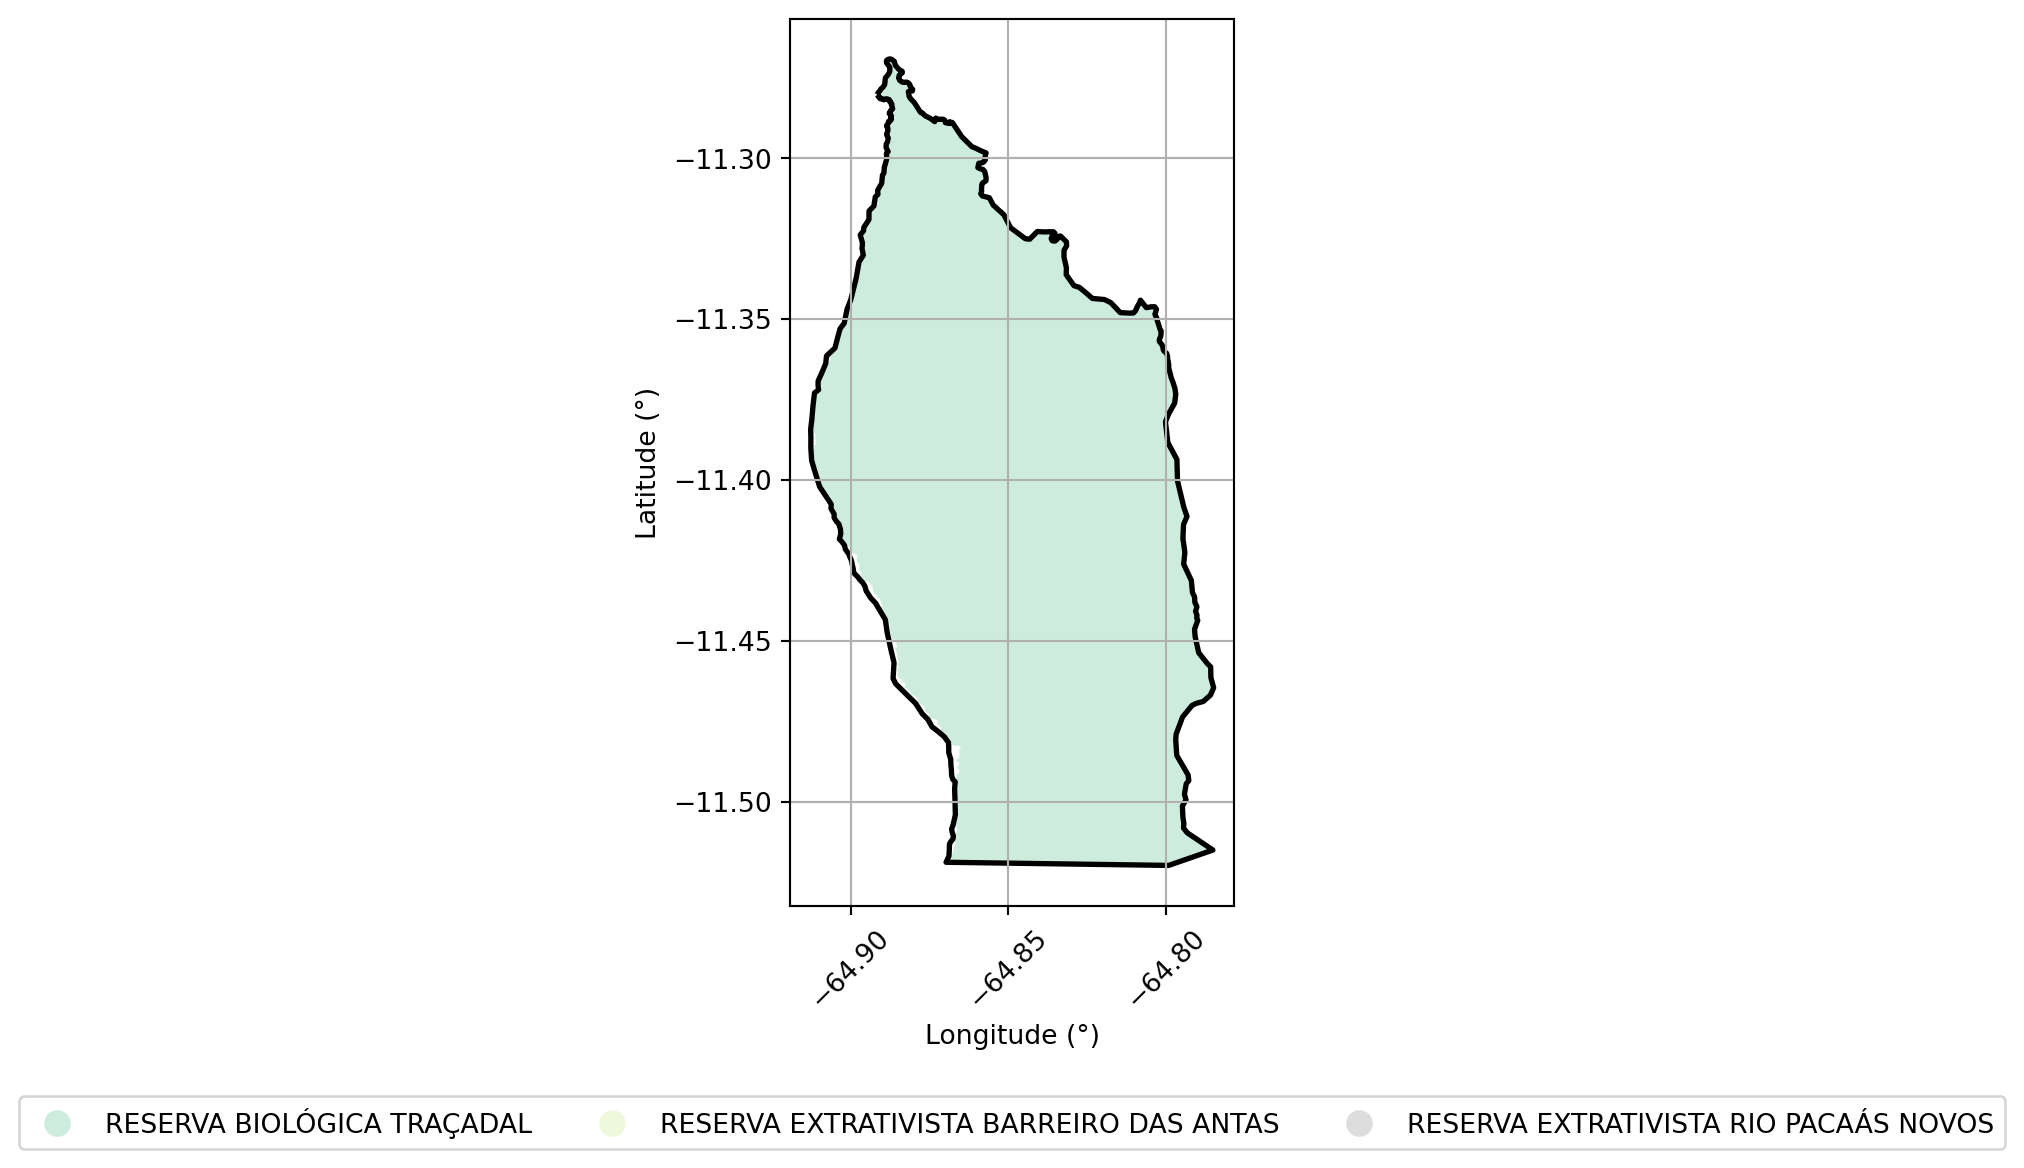 −11.30
−11.35
−11.40
−11.45
−11.50
Latitude (°)
−64.90
−64.85
−64.80
Longitude (°)
RESERVA BIOLÓGICA TRAÇADAL
RESERVA EXTRATIVISTA BARREIRO DAS ANTAS
RESERVA EXTRATIVISTA RIO PACAÁS NOVOS